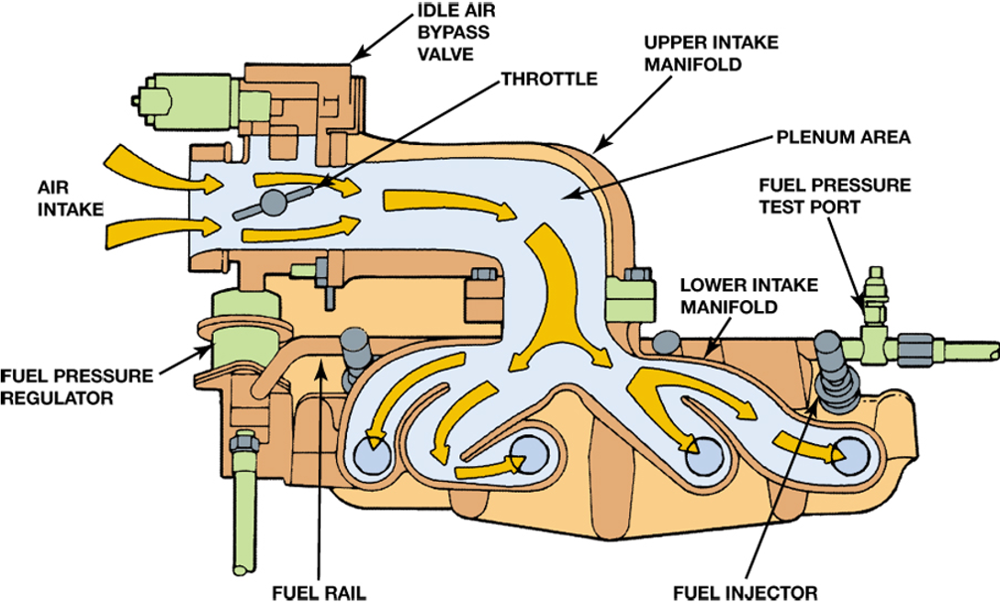 IDLE AIR
BYPASS
VALVE
UPPER INTAKE
MANIFOLD
THROTTLE
PLENUM AREA
AIR
INTAKE
FUEL PRESSURE
TEST PORT
LOWER INTAKE
MANIFOLD
FUEL PRESSURE
REGULATOR
FUEL RAIL
FUEL INJECTOR